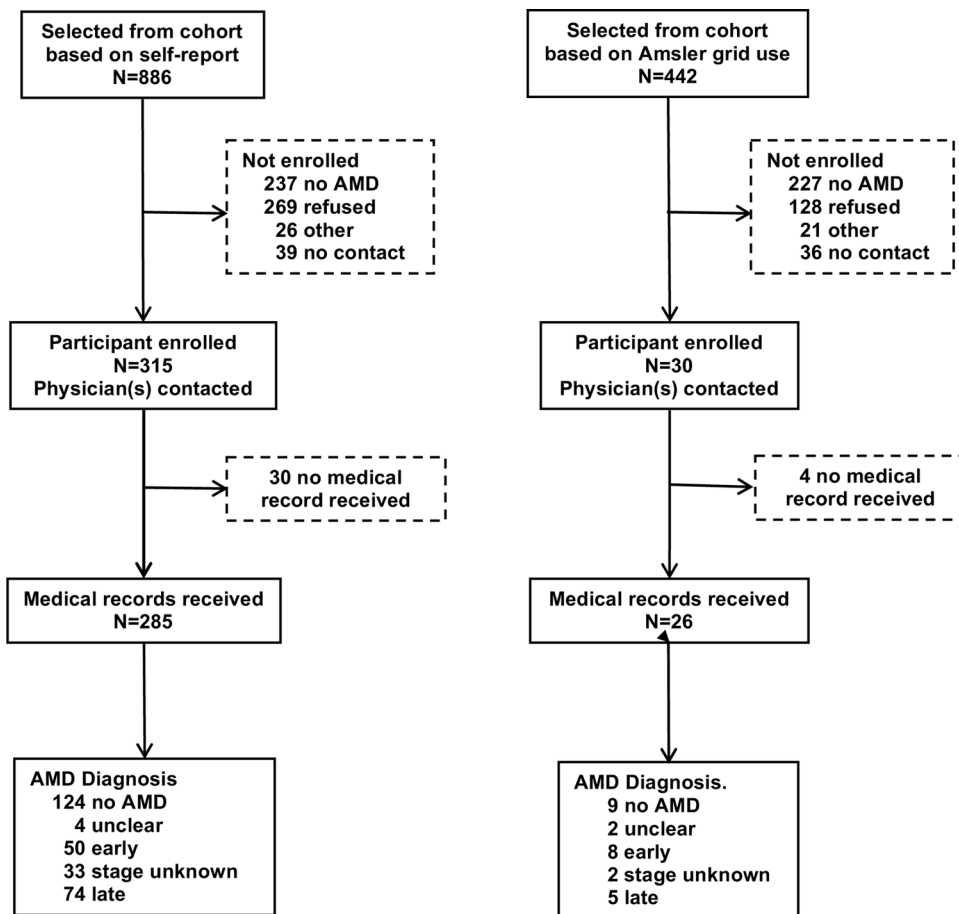 Selected from cohort
based on self-report
N=886
Not enrolled
237 no AMD
269 refused
26 other
39 no contact
Participant enrolled
N=315
Physician(s) contacted
30 no medical
record received
Medical records received
N=285
AMD Diagnosis
124 no AMD
4 unclear
50 early
33 stage unknown
74 late
Selected from cohort
based on Amsler grid use
N=442
Not enrolled
227 no AMD
128 refused
21 other
36 no contact
Participant enrolled
N=30
Physician(s) contacted
4 no medical
record received
Medical records received
N=26
AMD Diagnosis.
9 no AMD
2 unclear
8 early
2 stage unknown
5 late